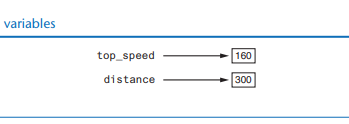 variables
top_speed 160
distance 300